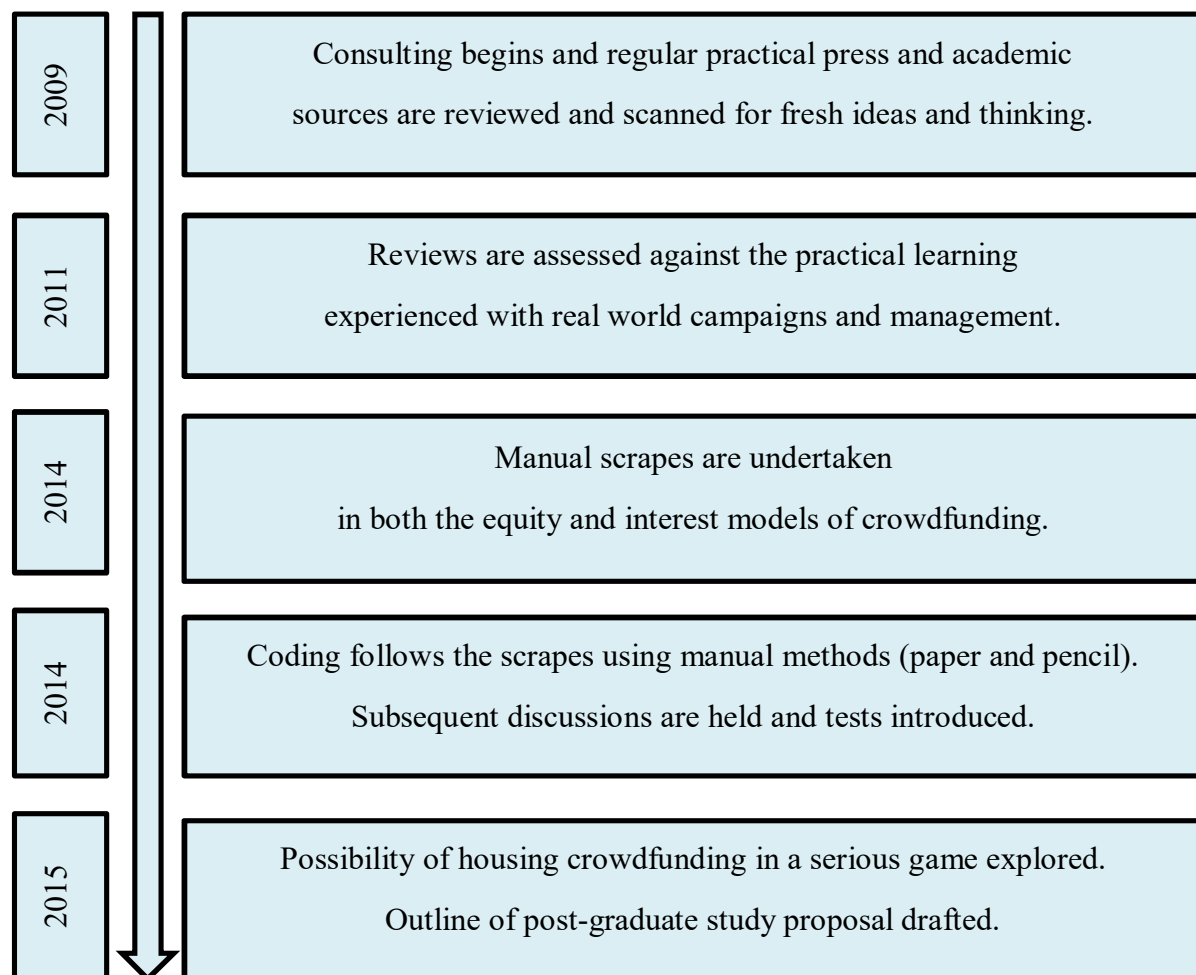 2009
Consulting begins and regular practical press and academic
sources are reviewed and scanned for fresh ideas and thinking.
2011
Reviews are assessed against the practical learning
experienced with real world campaigns and management.
2014
Manual scrapes are undertaken
in both the equity and interest models of crowdfunding.
2014
Coding follows the scrapes using manual methods (paper and pencil).
Subsequent discussions are held and tests introduced.
2015
Possibility of housing crowdfunding in a serious game explored.
Outline of post-graduate study proposal drafted.